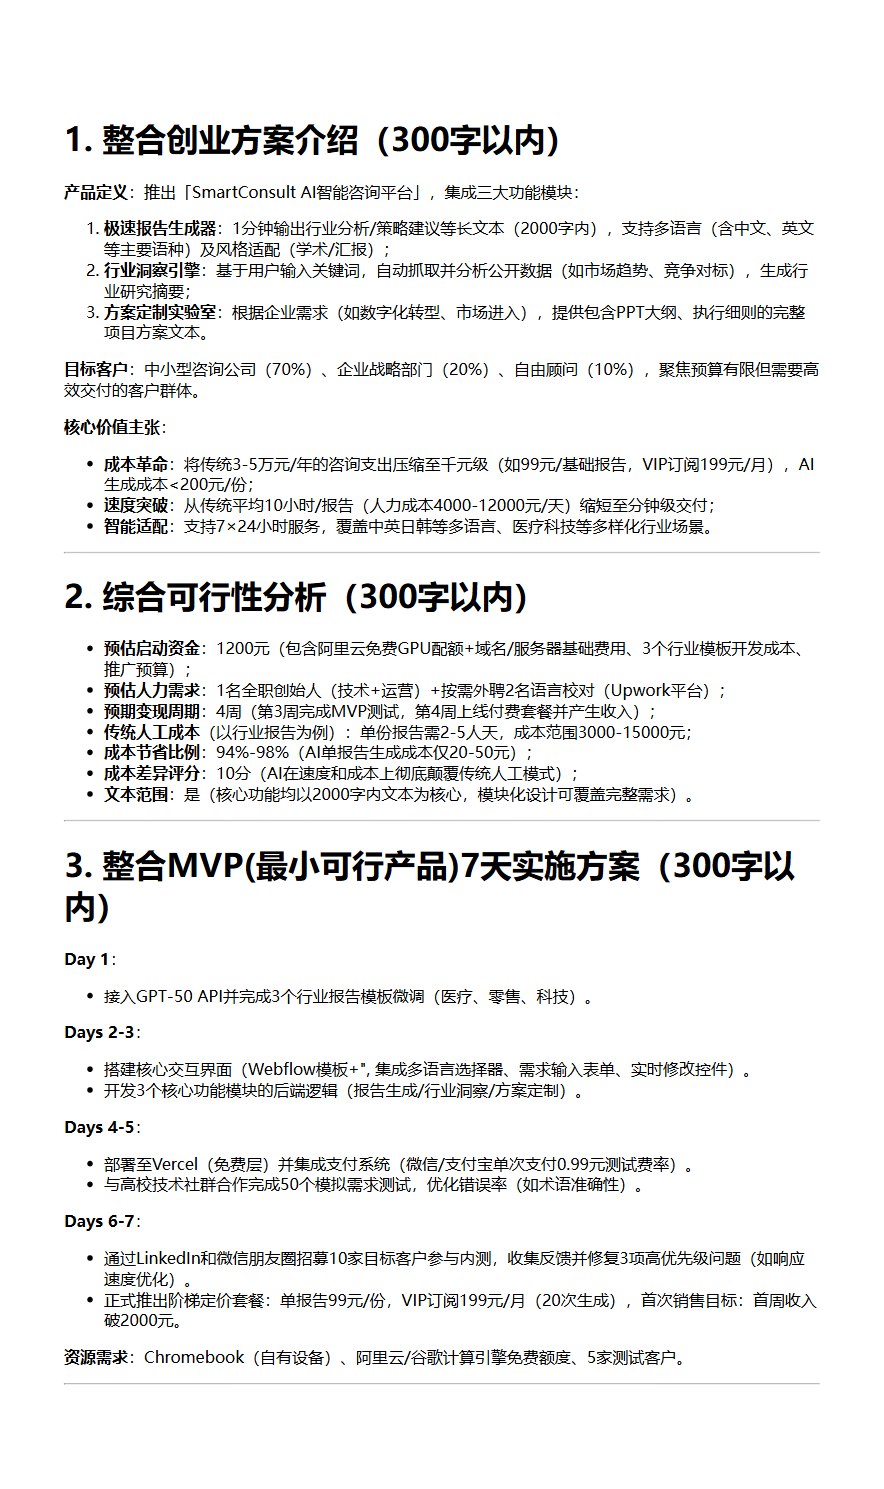 1. 整合创业方案介绍（300字以内）
产品定义：推出「SmartConsult AI智能咨询平台」，集成三大功能模块：
1. 极速报告生成器：1分钟输出行业分析/策略建议等长文本（2000字内），支持多语言（含中文、英文
等主要语种）及风格适配（学术/汇报）；
2. 行业洞察引擎：基于用户输入关键词，自动抓取并分析公开数据（如市场趋势、竞争对标），生成行
业研究摘要；
3. 方案定制实验室：根据企业需求（如数字化转型、市场进入），提供包含PPT大纲、执行细则的完整
项目方案文本。
目标客户：中小型咨询公司（70%）、企业战略部门（20%）、自由顾问（10%），聚焦预算有限但需要高
效交付的客户群体。
核心价值主张：
• 成本革命：将传统3-5万元/年的咨询支出压缩至千元级（如99元/基础报告，VIP订阅199元/月），AI
生成成本<200元/份；
• 速度突破：从传统平均10小时/报告（人力成本4000-12000元/天）缩短至分钟级交付；
• 智能适配：支持7×24小时服务，覆盖中英日韩等多语言、医疗科技等多样化行业场景。
2. 综合可行性分析（300字以内）
• 预估启动资金：1200元（包含阿里云免费GPU配额+域名/服务器基础费用、3个行业模板开发成本、
推广预算）；
• 预估人力需求：1名全职创始人（技术+运营）+按需外聘2名语言校对（Upwork平台）；
• 预期变现周期：4周（第3周完成MVP测试，第4周上线付费套餐并产生收入）；
• 传统人工成本（以行业报告为例）：单份报告需2-5人天，成本范围3000-15000元；
• 成本节省比例：94%-98%（AI单报告生成成本仅20-50元）；
• 成本差异评分：10分（AI在速度和成本上彻底颠覆传统人工模式）；
• 文本范围：是（核心功能均以2000字内文本为核心，模块化设计可覆盖完整需求）。
3. 整合MVP(最小可行产品)7天实施方案（300字以
内）
Day 1：
• 接入GPT-50 API并完成3个行业报告模板微调（医疗、零售、科技）。
Days 2-3：
• 搭建核心交互界面（Webflow模板+", 集成多语言选择器、需求输入表单、实时修改控件）。
• 开发3个核心功能模块的后端逻辑（报告生成/行业洞察/方案定制）。
Days 4-5：
• 部署至Vercel（免费层）并集成支付系统（微信/支付宝单次支付0.99元测试费率）。
• 与高校技术社群合作完成50个模拟需求测试，优化错误率（如术语准确性）。
Days 6-7：
• 通过LinkedIn和微信朋友圈招募10家目标客户参与内测，收集反馈并修复3项高优先级问题（如响应
速度优化）。
• 正式推出阶梯定价套餐：单报告99元/份，VIP订阅199元/月（20次生成），首次销售目标：首周收入
破2000元。
资源需求：Chromebook（自有设备）、阿里云/谷歌计算引擎免费额度、5家测试客户。